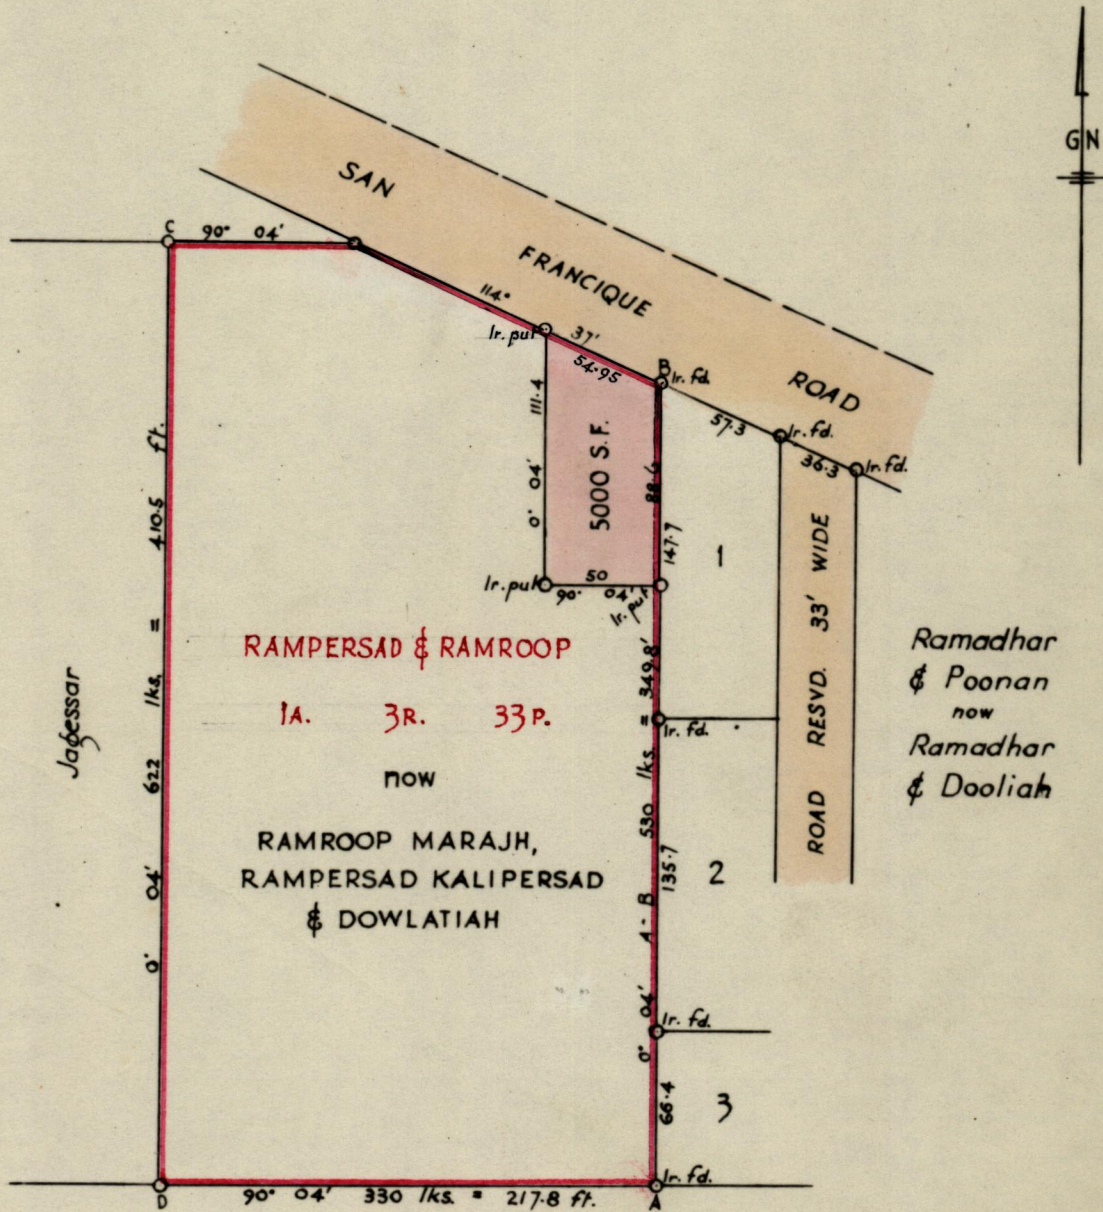 GN
SAN
FRANCIQUE
ROAD
C
90° 04'
114° 37'
Ir. put
54.95
B
Ir. fd.
57.3
Ir. fd.
36.3
Ir. fd.
111.4
0° 04'
5000 S.F.
88.6
147.7
50
90° 04'
Ir. put
Ir. put
1
ROAD RESVD. 33' WIDE
0° 04' 622 lks. = 410.5 ft.
Jagessar
RAMPERSAD & RAMROOP
1A. 3R. 33P.
now
RAMROOP MARAJH,
RAMPERSAD KALIPERSAD
& DOWLATIAH
Ramadhar
& Poonan
now
Ramadhar
& Dooliah
0° 04' A-B 530 lks. = 349.8'
Ir. fd.
135.7
2
Ir. fd.
66.4
3
Ir. fd.
D
90° 04' 330 lks. = 217.8 ft.
A